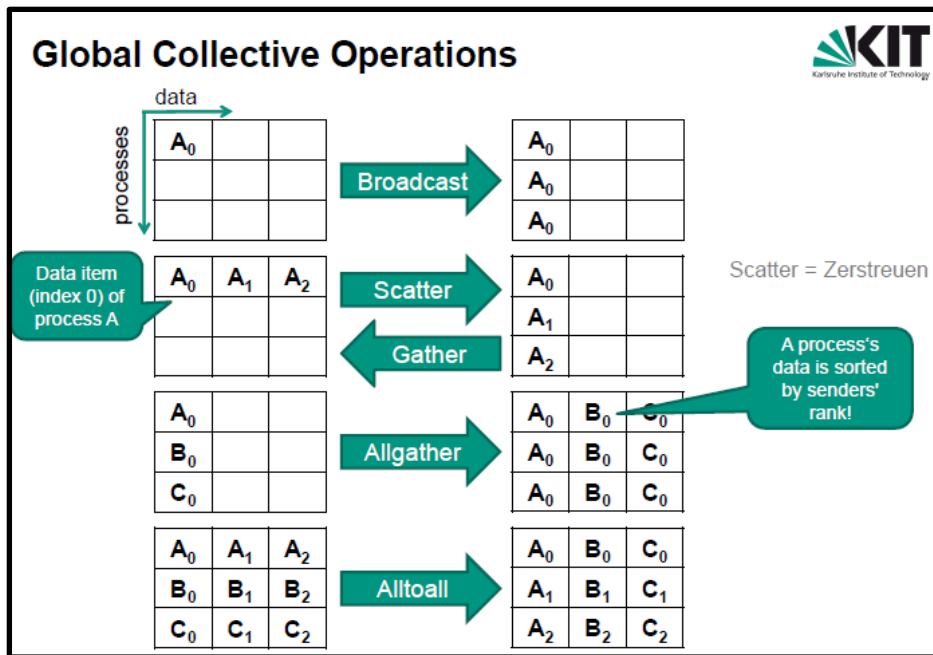 Global Collective Operations
KIT
Karlsruhe Institute of Technology
data
processes
A₀
Broadcast
A₀
A₀
A₀
Data item
(index 0) of
process A
A₀ A₁ A₂
Scatter
Gather
A₀
A₁
A₂
Scatter = Zerstreuen
A process's
data is sorted
by senders'
rank!
A₀
B₀
C₀
Allgather
A₀ B₀ C₀
A₀ B₀ C₀
A₀ B₀ C₀
A₀ A₁ A₂
B₀ B₁ B₂
C₀ C₁ C₂
Alltoall
A₀ B₀ C₀
A₁ B₁ C₁
A₂ B₂ C₂